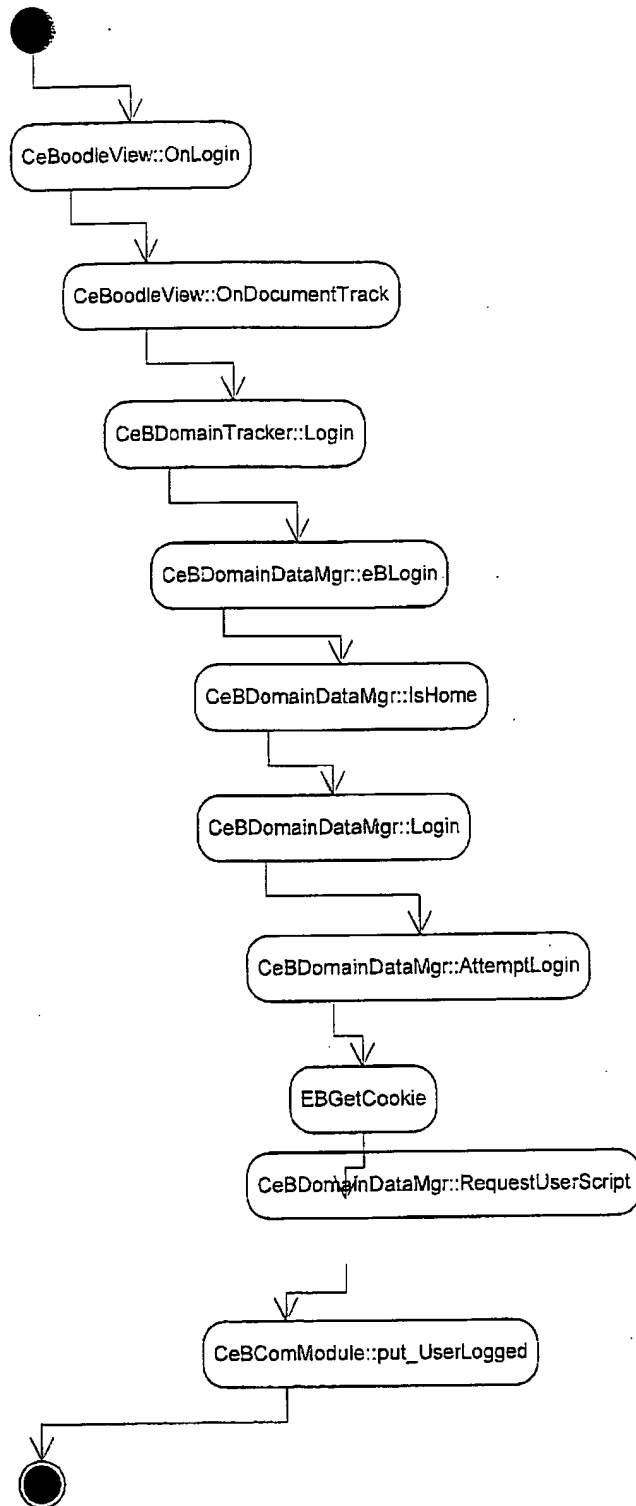 CeBoodleView::OnLogin
CeBoodleView::OnDocumentTrack
CeBDomainTracker::Login
CeBDomainDataMgr::eBLogin
CeBDomainDataMgr::IsHome
CeBDomainDataMgr::Login
CeBDomainDataMgr::AttemptLogin
EBGetCookie
CeBDomainDataMgr::RequestUserScript
CeBComModule::put_UserLogged